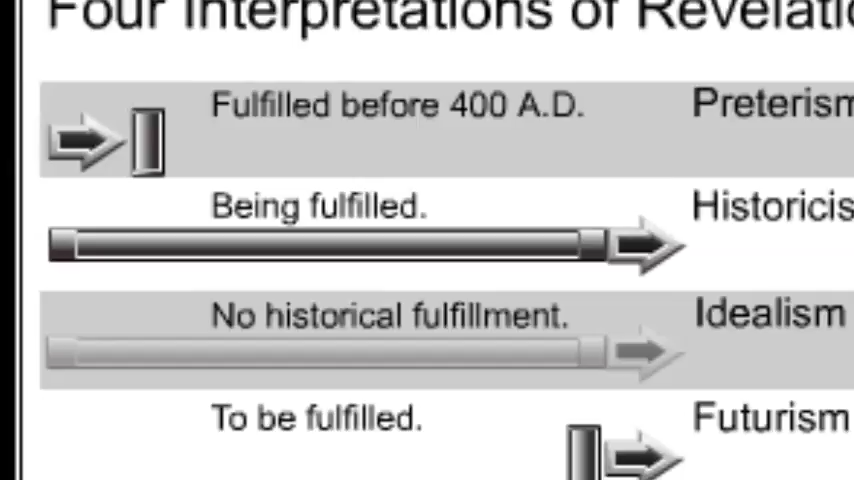 Four Interpretations of Revelatio
Fulfilled before 400 A.D. Preterism
Being fulfilled. Historicis
No historical fulfillment. Idealism
To be fulfilled. Futurism